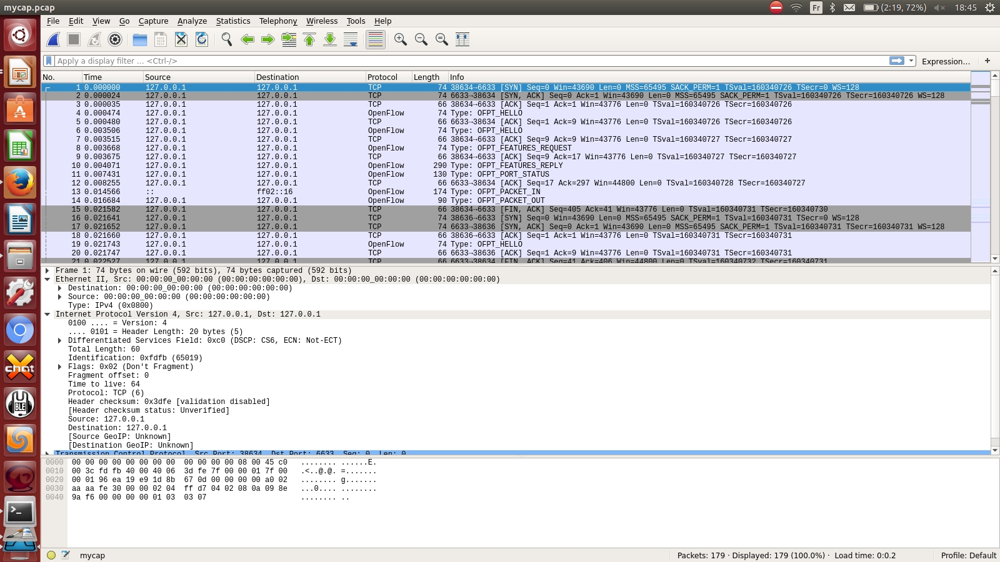 mycap.pcap
Fr (2:19, 72%) 18:45
File Edit View Go Capture Analyze Statistics Telephony Wireless Tools Help
Apply a display filter ... <Ctrl-/> Expression… +
No. Time Source Destination Protocol Length Info
1 0.000000 127.0.0.1 127.0.0.1 TCP 74 38634→6633 [SYN] Seq=0 Win=43690 Len=0 MSS=65495 SACK_PERM=1 TSval=160340726 TSecr=0 WS=128
2 0.000024 127.0.0.1 127.0.0.1 TCP 74 6633→38634 [SYN, ACK] Seq=0 Ack=1 Win=43690 Len=0 MSS=65495 SACK_PERM=1 TSval=160340726 TSecr=160340726 WS=128
3 0.000035 127.0.0.1 127.0.0.1 TCP 66 38634→6633 [ACK] Seq=1 Ack=1 Win=43776 Len=0 TSval=160340726 TSecr=160340726
4 0.000474 127.0.0.1 127.0.0.1 OpenFlow 74 Type: OFPT_HELLO
5 0.000480 127.0.0.1 127.0.0.1 TCP 66 6633→38634 [ACK] Seq=1 Ack=9 Win=43776 Len=0 TSval=160340726 TSecr=160340726
6 0.003506 127.0.0.1 127.0.0.1 OpenFlow 74 Type: OFPT_HELLO
7 0.003515 127.0.0.1 127.0.0.1 TCP 66 38634→6633 [ACK] Seq=9 Ack=9 Win=43776 Len=0 TSval=160340727 TSecr=160340727
8 0.003668 127.0.0.1 127.0.0.1 OpenFlow 74 Type: OFPT_FEATURES_REQUEST
9 0.003675 127.0.0.1 127.0.0.1 TCP 66 38634→6633 [ACK] Seq=9 Ack=17 Win=43776 Len=0 TSval=160340727 TSecr=160340727
10 0.004071 127.0.0.1 127.0.0.1 OpenFlow 290 Type: OFPT_FEATURES_REPLY
11 0.007431 127.0.0.1 127.0.0.1 OpenFlow 130 Type: OFPT_PORT_STATUS
12 0.008255 127.0.0.1 127.0.0.1 TCP 66 6633→38634 [ACK] Seq=17 Ack=297 Win=44800 Len=0 TSval=160340728 TSecr=160340727
13 0.014566 :: ff02::16 OpenFlow 174 Type: OFPT_PACKET_IN
14 0.016684 127.0.0.1 127.0.0.1 OpenFlow 90 Type: OFPT_PACKET_OUT
15 0.021582 127.0.0.1 127.0.0.1 TCP 66 38634→6633 [FIN, ACK] Seq=405 Ack=41 Win=43776 Len=0 TSval=160340731 TSecr=160340730
16 0.021641 127.0.0.1 127.0.0.1 TCP 74 38636→6633 [SYN] Seq=0 Win=43690 Len=0 MSS=65495 SACK_PERM=1 TSval=160340731 TSecr=0 WS=128
17 0.021652 127.0.0.1 127.0.0.1 TCP 74 6633→38636 [SYN, ACK] Seq=0 Ack=1 Win=43690 Len=0 MSS=65495 SACK_PERM=1 TSval=160340731 TSecr=160340731 WS=128
18 0.021660 127.0.0.1 127.0.0.1 TCP 66 38636→6633 [ACK] Seq=1 Ack=1 Win=43776 Len=0 TSval=160340731 TSecr=160340731
19 0.021743 127.0.0.1 127.0.0.1 OpenFlow 74 Type: OFPT_HELLO
20 0.021747 127.0.0.1 127.0.0.1 TCP 66 6633→38636 [ACK] Seq=1 Ack=9 Win=43776 Len=0 TSval=160340731 TSecr=160340731
21 0.022527 127.0.0.1 127.0.0.1 TCP 66 6633→38634 [FIN, ACK] Seq=41 Ack=406 Win=44800 Len=0 TSval=160340732 TSecr=160340731
Frame 1: 74 bytes on wire (592 bits), 74 bytes captured (592 bits)
Ethernet II, Src: 00:00:00_00:00:00 (00:00:00:00:00:00), Dst: 00:00:00_00:00:00 (00:00:00:00:00:00)
Destination: 00:00:00_00:00:00 (00:00:00:00:00:00)
Source: 00:00:00_00:00:00 (00:00:00:00:00:00)
Type: IPv4 (0x0800)
Internet Protocol Version 4, Src: 127.0.0.1, Dst: 127.0.0.1
0100 .... = Version: 4
.... 0101 = Header Length: 20 bytes (5)
Differentiated Services Field: 0xc0 (DSCP: CS6, ECN: Not-ECT)
Total Length: 60
Identification: 0xfdfb (65019)
Flags: 0x02 (Don't Fragment)
Fragment offset: 0
Time to live: 64
Protocol: TCP (6)
Header checksum: 0x3dfe [validation disabled]
[Header checksum status: Unverified]
Source: 127.0.0.1
Destination: 127.0.0.1
[Source GeoIP: Unknown]
[Destination GeoIP: Unknown]
Transmission Control Protocol, Src Port: 38634, Dst Port: 6633, Seq: 0, Len: 0
0000 00 00 00 00 00 00 00 00 00 00 00 00 08 00 45 c0 ........ ......E.
0010 00 3c fd fb 40 00 40 06 3d fe 7f 00 00 01 7f 00 .<..@.@. =.......
0020 00 01 96 ea 19 e9 1d 8b 67 0d 00 00 00 00 a0 02 ........ g.......
0030 aa aa fe 30 00 00 02 04 ff d7 04 02 08 0a 09 8e ...0.... ........
0040 9a f6 00 00 00 00 01 03 03 07 ........ ..
chat
BLE
mycap Packets: 179 · Displayed: 179 (100.0%) · Load time: 0:0.2 Profile: Default